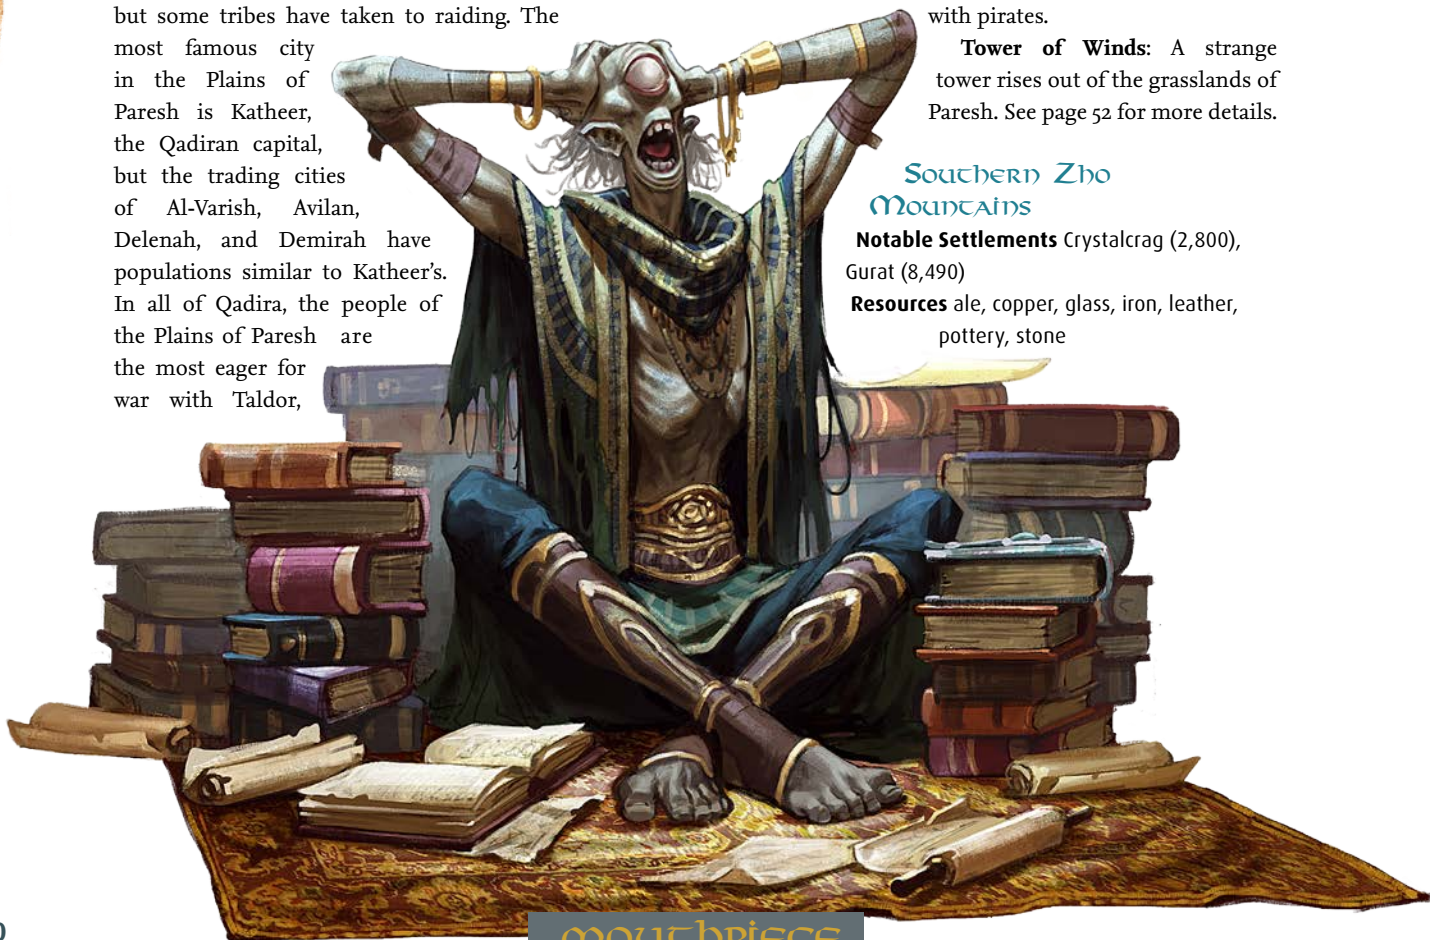 but some tribes have taken to raiding. The
most famous city
in the Plains of
Paresh is Katheer,
the Qadiran capital,
but the trading cities
of Al-Varish, Avilan,
Delenah, and Demirah have
populations similar to Katheer’s.
In all of Qadira, the people of
the Plains of Paresh are
the most eager for
war with Taldor,
with pirates.
Tower of Winds: A strange
tower rises out of the grasslands of
Paresh. See page 52 for more details.
Southern Zho
Mountains
Notable Settlements Crystalcrag (2,800),
Gurat (8,490)
Resources ale, copper, glass, iron, leather,
pottery, stone
mouthpiece